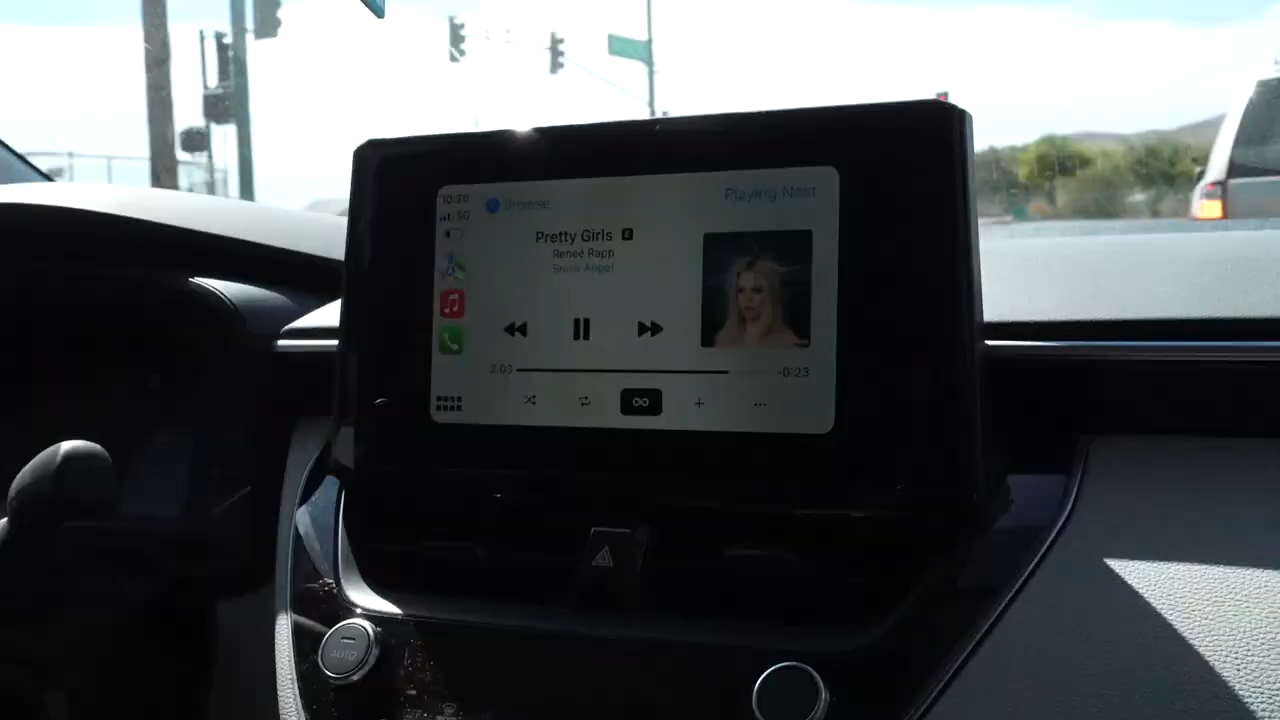 10:20
5G
Browse
Playing Next
Pretty Girls E
Reneé Rapp
Snow Angel
2:03
-0:23
AUTO